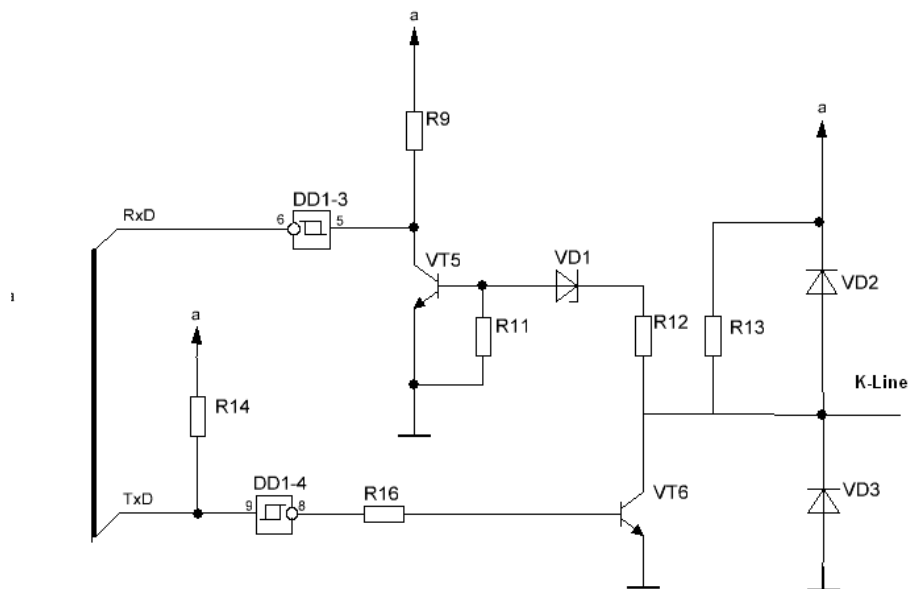 a
R9
a
DD1-3
RxD
6
5
VT5
VD1
VD2
R11
R12
R13
a
K-Line
R14
DD1-4
TxD
9
8
R16
VT6
VD3